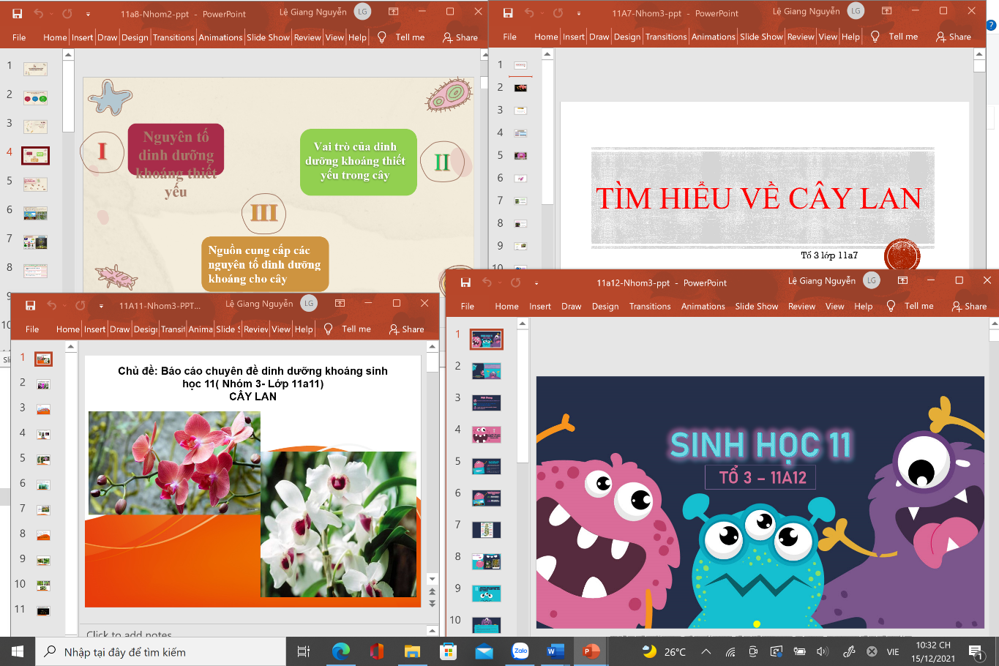 11a8-Nhom2-ppt - PowerPoint
Lê Giang Nguyễn
LG
File Home Insert Draw Design Transitions Animations Slide Show Review View Help Tell me Share
1
2
3
4
5
6
7
8
9
10
I
Nguyên tố
dinh dưỡng
khoáng thiết
yếu
Vai trò của dinh
dưỡng khoáng thiết
yếu trong cây
II
III
Nguồn cung cấp các
nguyên tố dinh dưỡng
khoáng cho cây
11A7-Nhom3-ppt - PowerPoint
Lê Giang Nguyễn
LG
File Home Insert Draw Design Transitions Animations Slide Show Review View Help Tell me Share
1
2
3
4
5
6
7
8
9
10
TÌM HIỂU VỀ CÂY LAN
Tổ 3 lớp 11a7
11A11-Nhom3-PPT...
Lê Giang Nguyễn
LG
File Home Insert Draw Desig Transit Anima Slide S Review View Help Tell me Share
1
2
3
4
5
6
7
8
9
10
11
Chủ đề: Báo cáo chuyên đề dinh dưỡng khoáng sinh
học 11( Nhóm 3- Lớp 11a11)
CÂY LAN
Click to add notes
11a12-Nhom3-ppt - PowerPoint
Lê Giang Nguyễn
LG
File Home Insert Draw Design Transitions Animations Slide Show Review View Help Tell me Share
1
2
3
4
5
6
7
8
9
10
SINH HỌC 11
TỔ 3 – 11A12
Nhập tại đây để tìm kiếm
Zalo
26°C
VIE
10:32 CH
15/12/2021
1